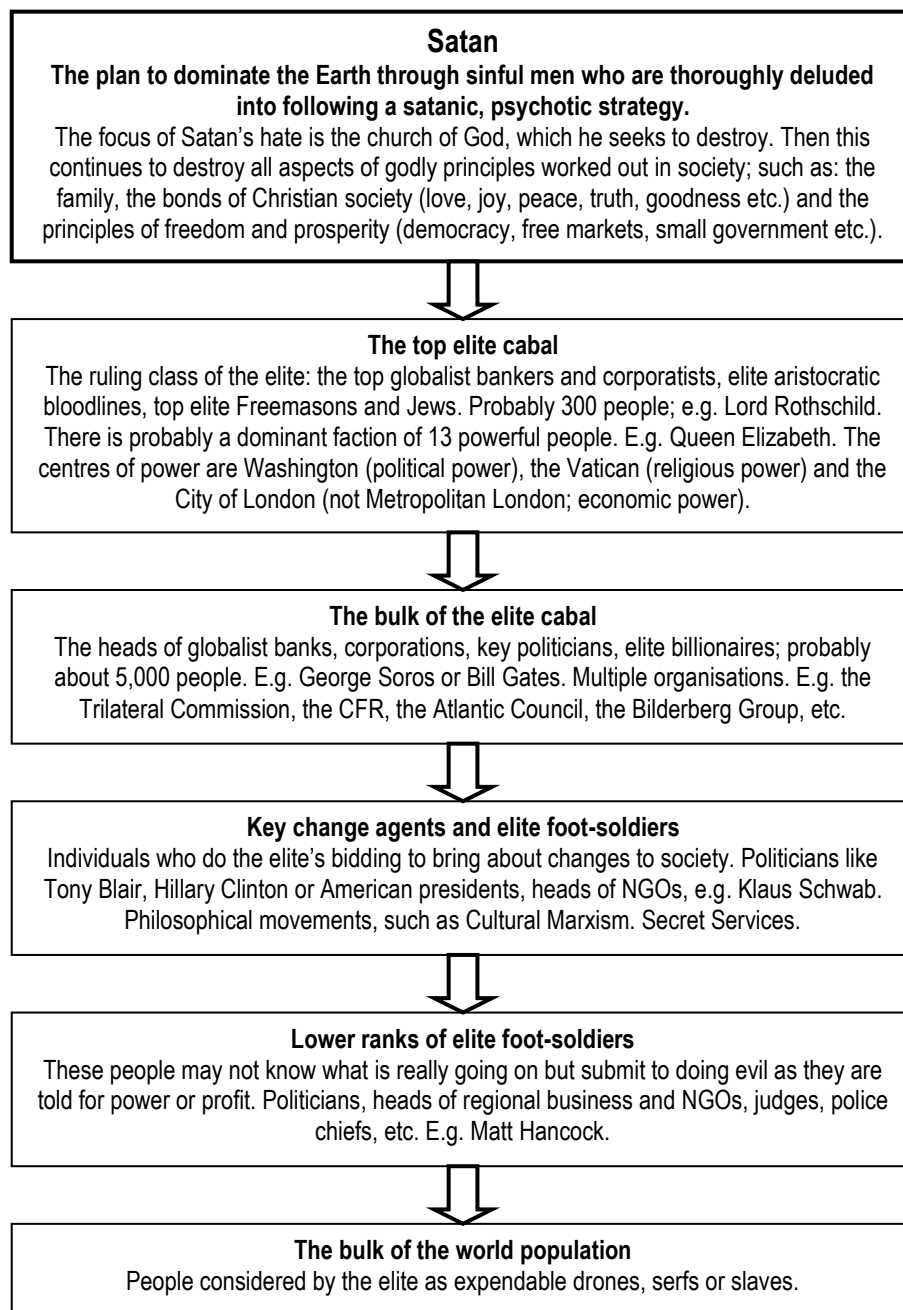 Satan
The plan to dominate the Earth through sinful men who are thoroughly deluded
into following a satanic, psychotic strategy.
The focus of Satan’s hate is the church of God, which he seeks to destroy. Then this
continues to destroy all aspects of godly principles worked out in society; such as: the
family, the bonds of Christian society (love, joy, peace, truth, goodness etc.) and the
principles of freedom and prosperity (democracy, free markets, small government etc.).
The top elite cabal
The ruling class of the elite: the top globalist bankers and corporatists, elite aristocratic
bloodlines, top elite Freemasons and Jews. Probably 300 people; e.g. Lord Rothschild.
There is probably a dominant faction of 13 powerful people. E.g. Queen Elizabeth. The
centres of power are Washington (political power), the Vatican (religious power) and the
City of London (not Metropolitan London; economic power).
The bulk of the elite cabal
The heads of globalist banks, corporations, key politicians, elite billionaires; probably
about 5,000 people. E.g. George Soros or Bill Gates. Multiple organisations. E.g. the
Trilateral Commission, the CFR, the Atlantic Council, the Bilderberg Group, etc.
Key change agents and elite foot-soldiers
Individuals who do the elite’s bidding to bring about changes to society. Politicians like
Tony Blair, Hillary Clinton or American presidents, heads of NGOs, e.g. Klaus Schwab.
Philosophical movements, such as Cultural Marxism. Secret Services.
Lower ranks of elite foot-soldiers
These people may not know what is really going on but submit to doing evil as they are
told for power or profit. Politicians, heads of regional business and NGOs, judges, police
chiefs, etc. E.g. Matt Hancock.
The bulk of the world population
People considered by the elite as expendable drones, serfs or slaves.